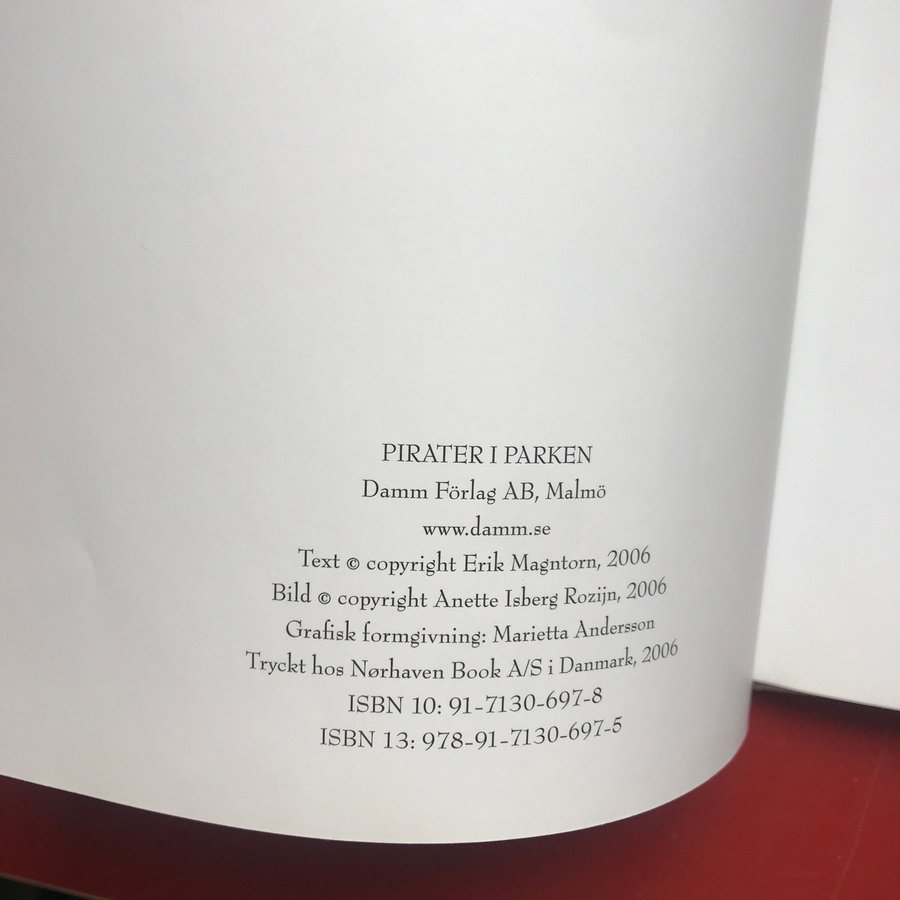 PIRATER I PARKEN
Damm Förlag AB, Malmö
www.damm.se
Text © copyright Erik Magntorn, 2006
Bild © copyright Anette Isberg Rozijn, 2006
Grafisk formgivning: Marietta Andersson
Tryckt hos Nørhaven Book A/S i Danmark, 2006
ISBN 10: 91-7130-697-8
ISBN 13: 978-91-7130-697-5